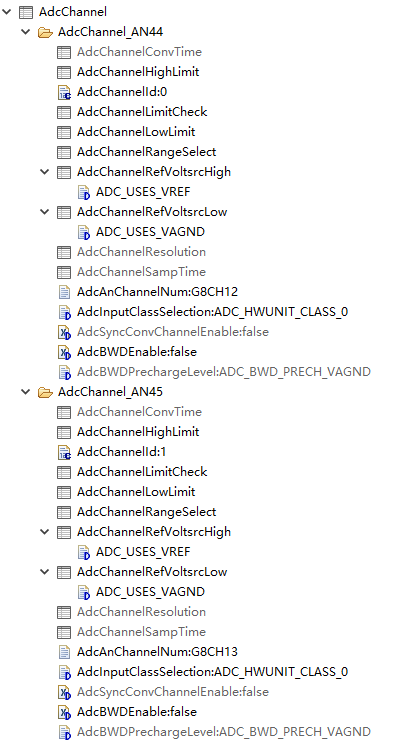 AdcChannel
AdcChannel_AN44
AdcChannelConvTime
AdcChannelHighLimit
AdcChannelId:0
AdcChannelLimitCheck
AdcChannelLowLimit
AdcChannelRangeSelect
AdcChannelRefVoltsrcHigh
ADC_USES_VREF
AdcChannelRefVoltsrcLow
ADC_USES_VAGND
AdcChannelResolution
AdcChannelSampTime
AdcAnChannelNum:G8CH12
AdcInputClassSelection:ADC_HWUNIT_CLASS_0
AdcSyncConvChannelEnable:false
AdcBWDEnable:false
AdcBWDPrechargeLevel:ADC_BWD_PRECH_VAGND
AdcChannel_AN45
AdcChannelConvTime
AdcChannelHighLimit
AdcChannelId:1
AdcChannelLimitCheck
AdcChannelLowLimit
AdcChannelRangeSelect
AdcChannelRefVoltsrcHigh
ADC_USES_VREF
AdcChannelRefVoltsrcLow
ADC_USES_VAGND
AdcChannelResolution
AdcChannelSampTime
AdcAnChannelNum:G8CH13
AdcInputClassSelection:ADC_HWUNIT_CLASS_0
AdcSyncConvChannelEnable:false
AdcBWDEnable:false
AdcBWDPrechargeLevel:ADC_BWD_PRECH_VAGND